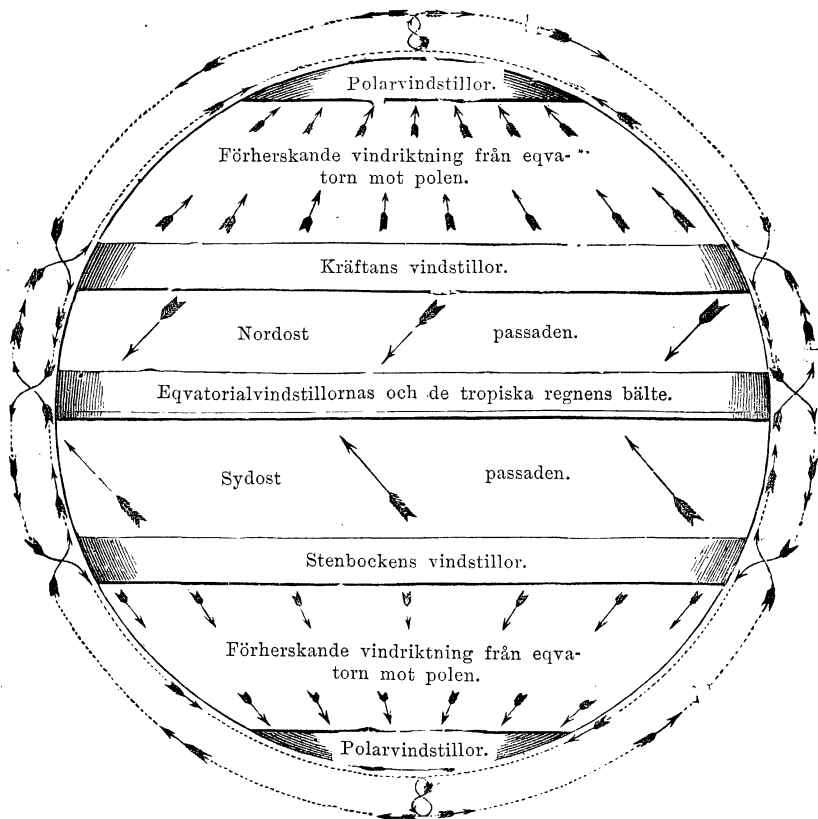 Polarvindstillor.
Förherskande vindriktning från eqva-
torn mot polen.
Kräftans vindstillor.
Nordost passaden.
Eqvatorialvindstillornas och de tropiska regnens bälte.
Sydost passaden.
Stenbockens vindstillor.
Förherskande vindriktning från eqva-
torn mot polen.
Polarvindstillor.